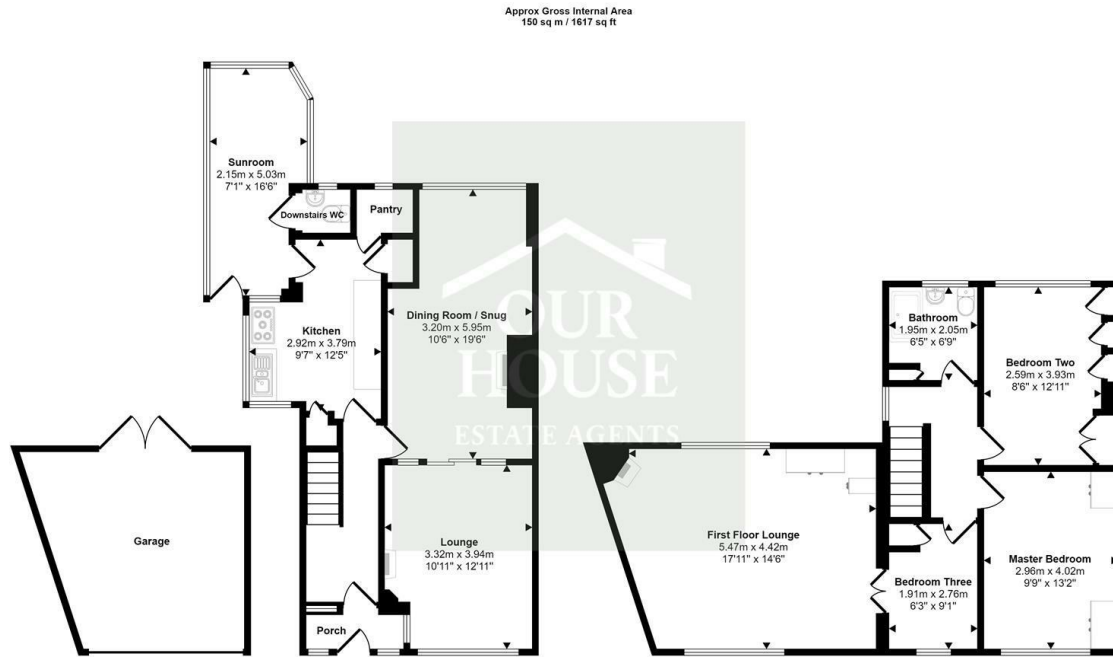 Approx Gross Internal Area
150 sq m / 1617 sq ft
Sunroom
2.15m x 5.03m
7'1" x 16'6"
Downstairs WC
Pantry
Kitchen
2.92m x 3.79m
9'7" x 12'5"
Dining Room / Snug
3.20m x 5.95m
10'6" x 19'6"
OUR
HOUSE
ESTATE AGENTS
Garage
Lounge
3.32m x 3.94m
10'11" x 12'11"
Porch
First Floor Lounge
5.47m x 4.42m
17'11" x 14'6"
Bathroom
1.95m x 2.05m
6'5" x 6'9"
Bedroom Two
2.59m x 3.93m
8'6" x 12'11"
Bedroom Three
1.91m x 2.76m
6'3" x 9'1"
Master Bedroom
2.96m x 4.02m
9'9" x 13'2"